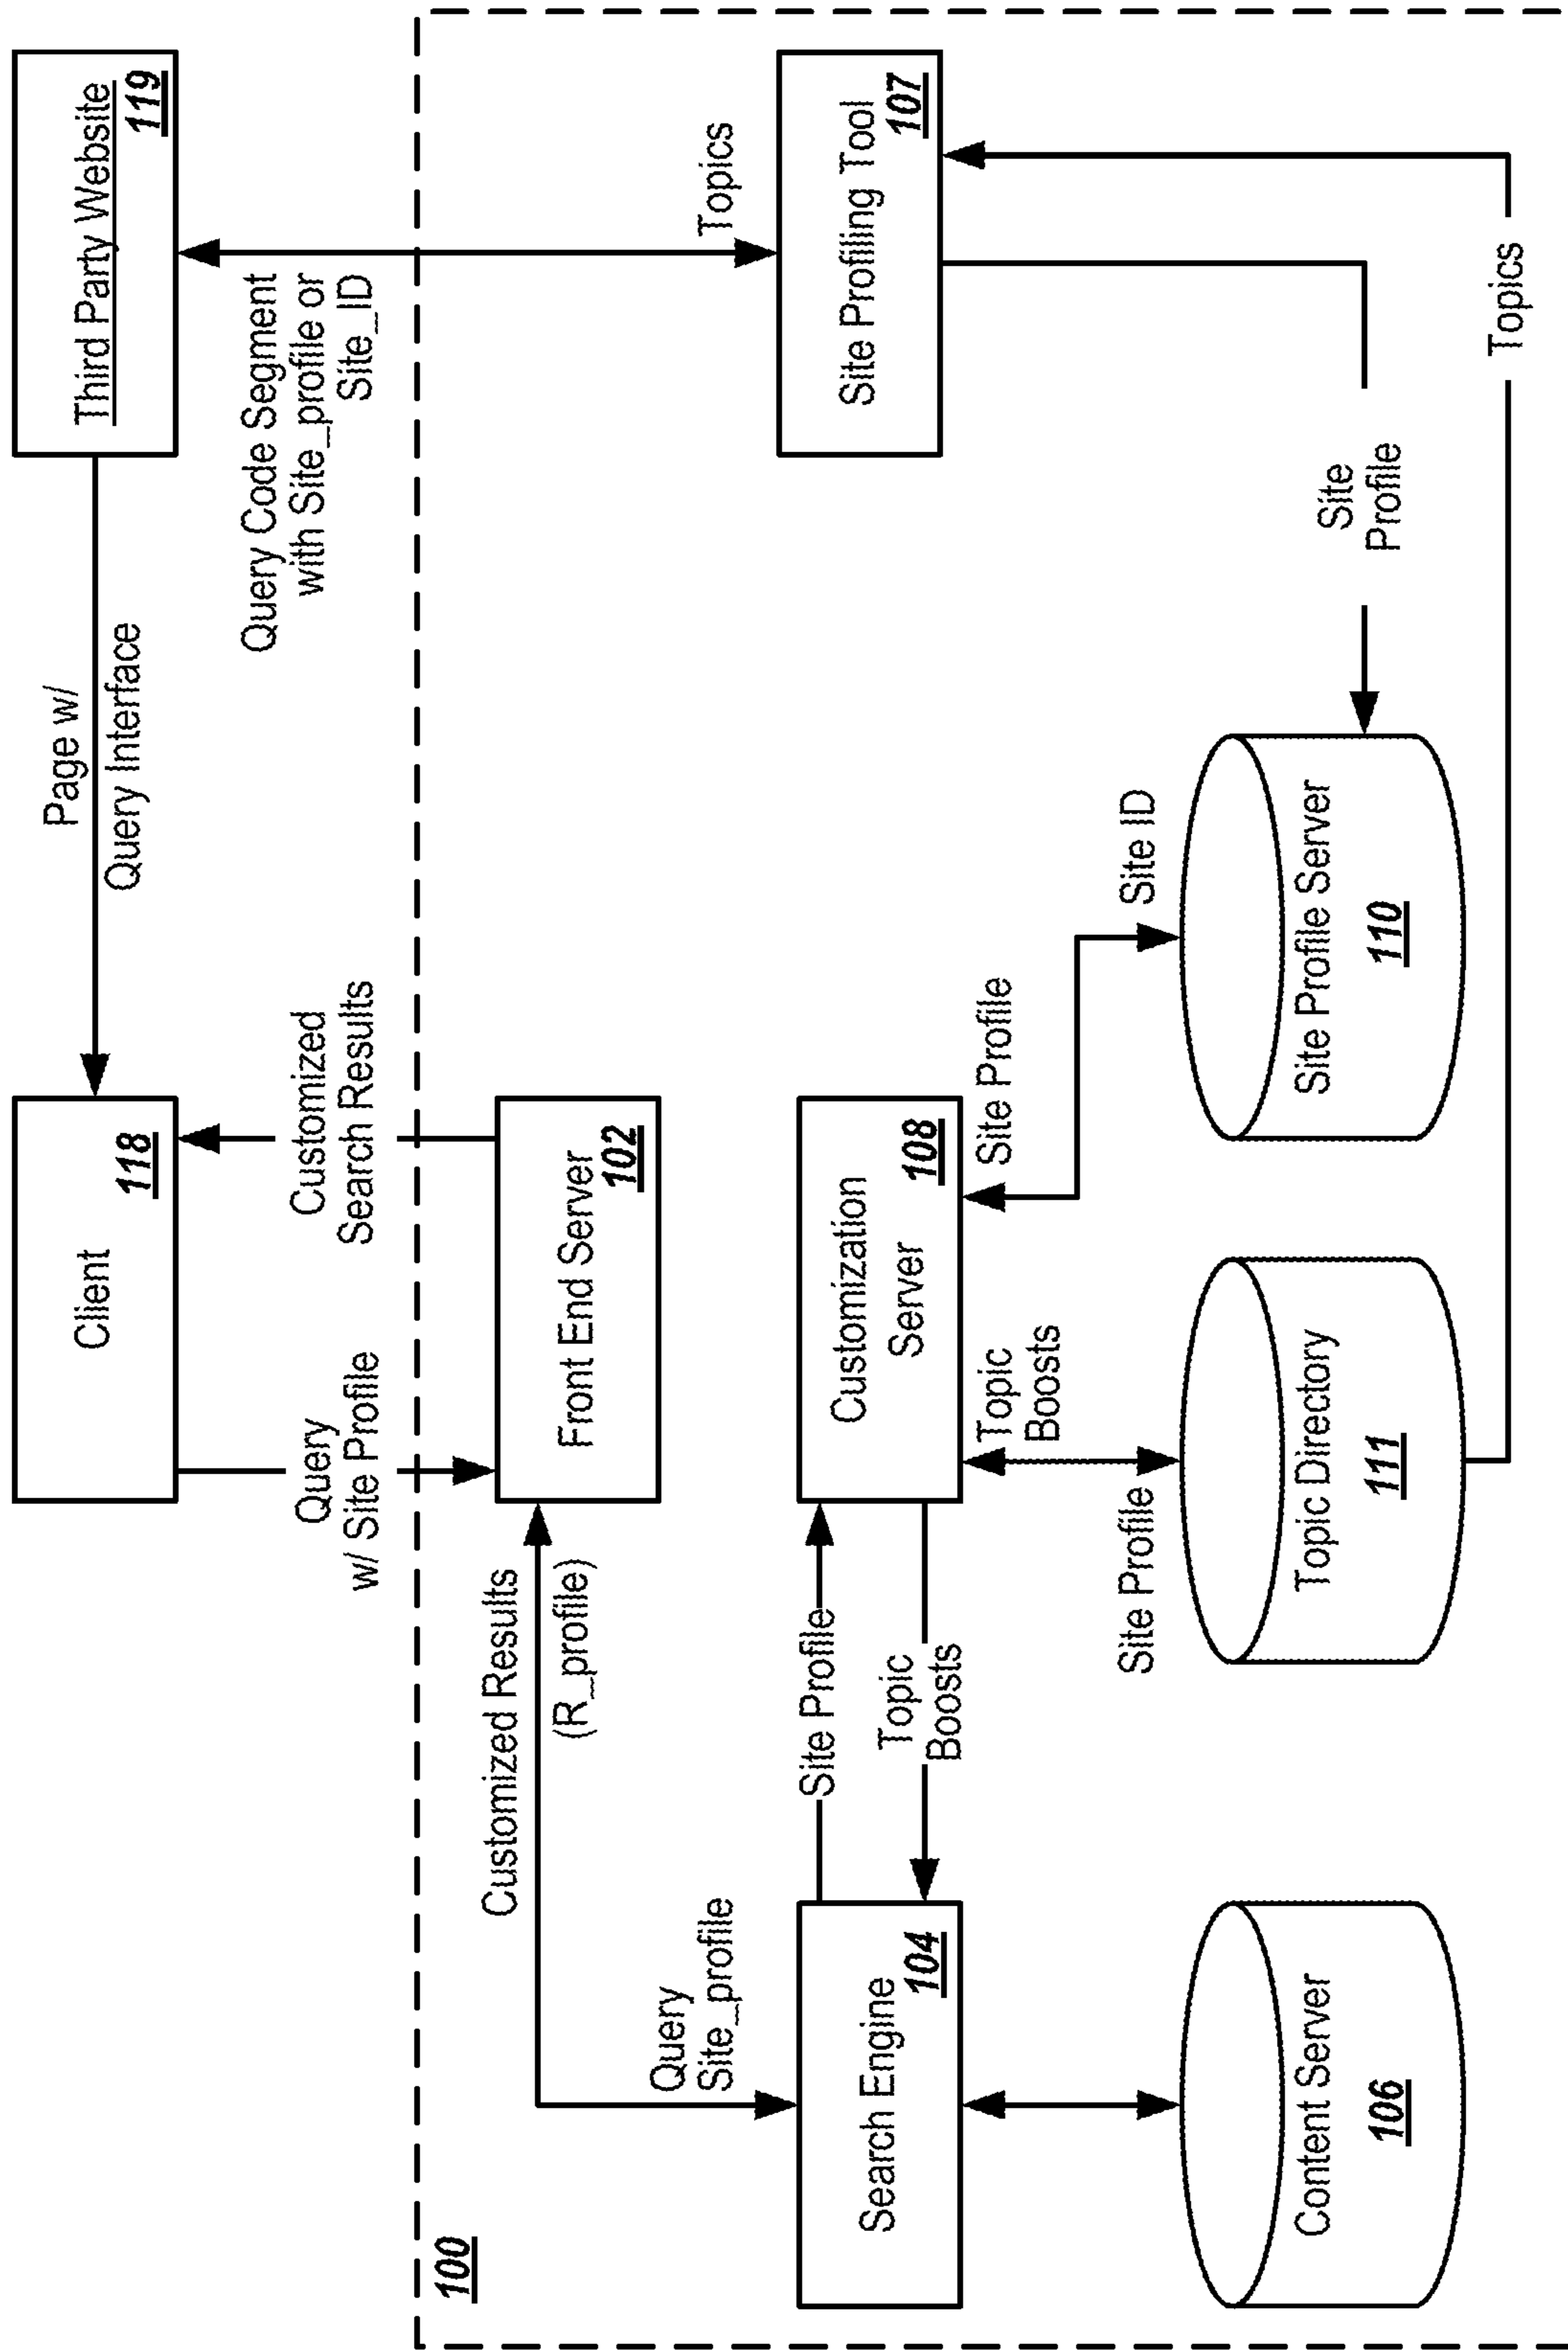 Client
118
Page w/
Query Interface
Third Party Website
119
Query
w/ Site Profile
Customized
Search Results
Query Code Segment
with Site_profile or
Site_ID
100
Customized Results
(R_profile)
Front End Server
102
Query
Site_profile
Topics
Search Engine
104
Site Profile
Topic
Boosts
Customization
Server
108
Site Profiling Tool
107
Topic
Boosts
Site Profile
Site Profile
Site ID
Site
Profile
Content Server
106
Topic Directory
111
Site Profile Server
110
Topics